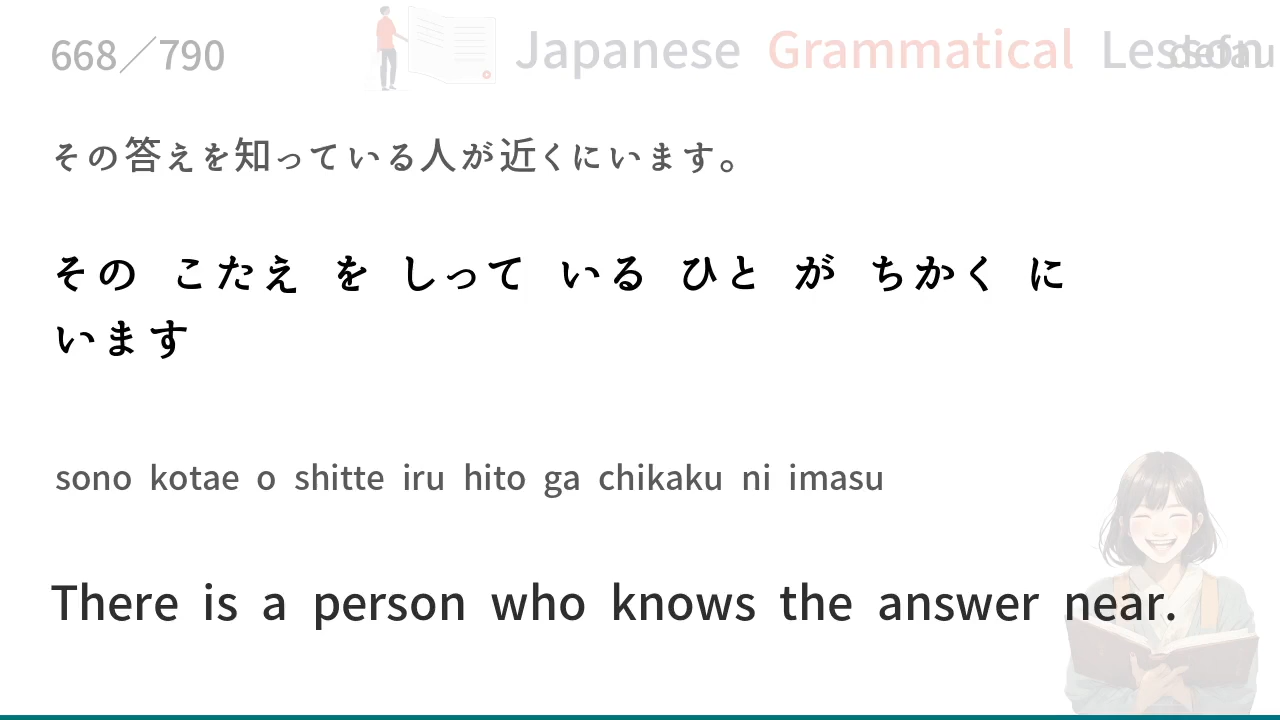 668／790
Japanese Grammatical Lesson
その答えを知っている人が近くにいます。
その こたえ を しって いる ひと が ちかく に
います
sono kotae o shitte iru hito ga chikaku ni imasu
There is a person who knows the answer near.